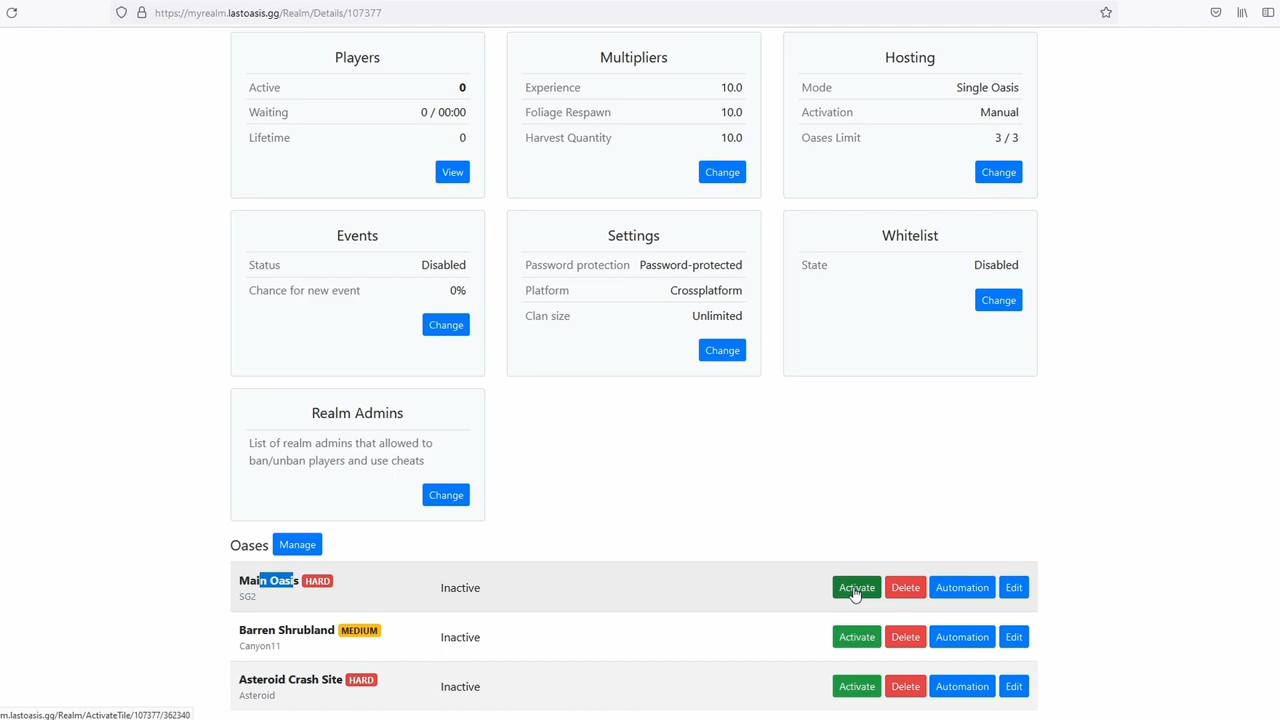 https://myrealm.lastoasis.gg/Realm/Details/107377
Players
Active 0
Waiting 0 / 00:00
Lifetime 0
View
Multipliers
Experience 10.0
Foliage Respawn 10.0
Harvest Quantity 10.0
Change
Hosting
Mode Single Oasis
Activation Manual
Oases Limit 3 / 3
Change
Events
Status Disabled
Chance for new event 0%
Change
Settings
Password protection Password-protected
Platform Crossplatform
Clan size Unlimited
Change
Whitelist
State Disabled
Change
Realm Admins
List of realm admins that allowed to
ban/unban players and use cheats
Change
Oases Manage
Main Oasis HARD
SG2
Inactive Activate Delete Automation Edit
Barren Shrubland MEDIUM
Canyon11
Inactive Activate Delete Automation Edit
Asteroid Crash Site HARD
Asteroid
Inactive Activate Delete Automation Edit
m.lastoasis.gg/Realm/ActivateTile/107377/362340